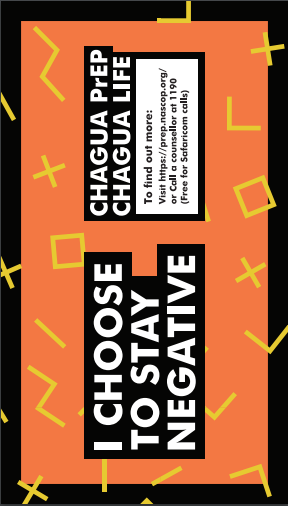 I CHOOSE
TO STAY
NEGATIVE
CHAGUA PrEP
CHAGUA LIFE
To find out more:
Visit https://prep.nascop.org/
or Call a counsellor at 1190
(Free for Safaricom calls)